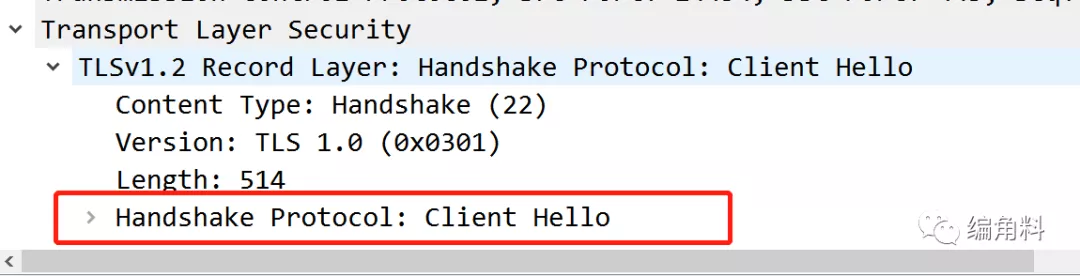 Transport Layer Security
TLSv1.2 Record Layer: Handshake Protocol: Client Hello
Content Type: Handshake (22)
Version: TLS 1.0 (0x0301)
Length: 514
Handshake Protocol: Client Hello
编角料